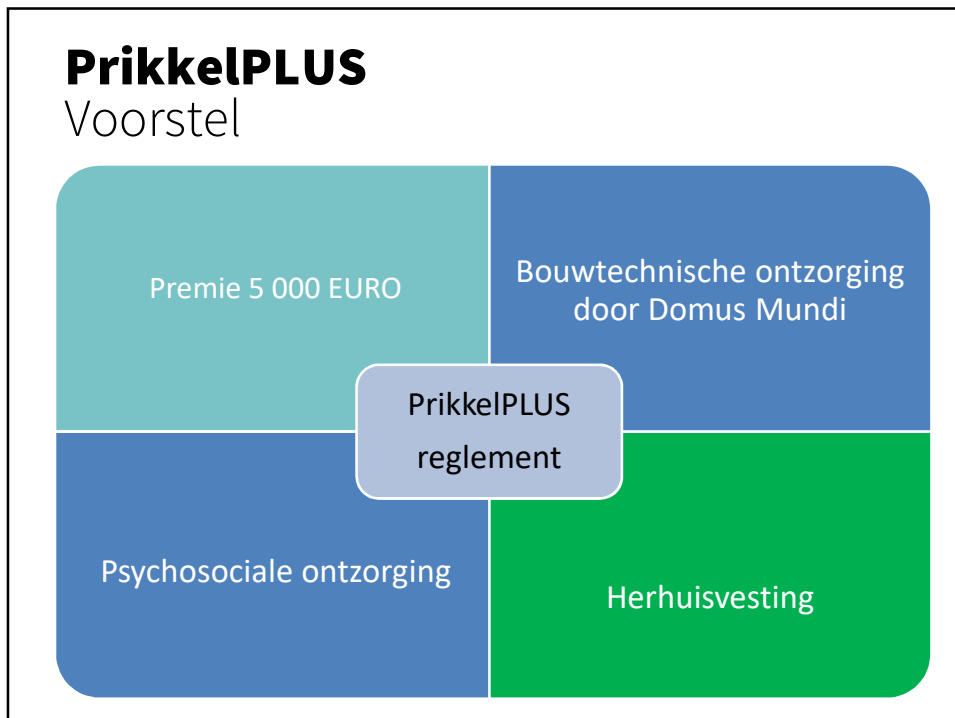 PrikkelPLUS
Voorstel
Premie 5 000 EURO
Bouwtechnische ontzorging
door Domus Mundi
PrikkelPLUS
reglement
Psychosociale ontzorging
Herhuisvesting